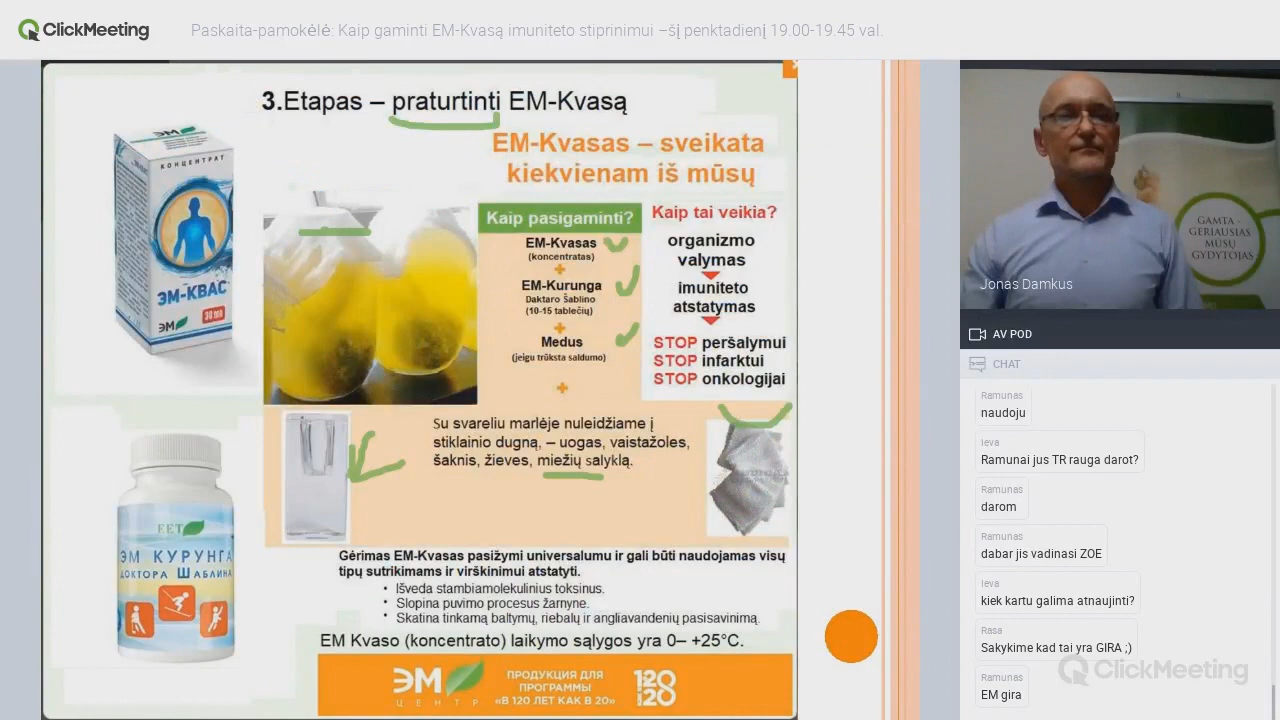 ClickMeeting
Paskaita-pamokėlė: Kaip gaminti EM-Kvasą imuniteto stiprinimui –šį penktadienį 19.00-19.45 val.
3.Etapas – praturtinti EM-Kvasą
EM-Kvasas – sveikata
kiekvienam iš mūsų
ЭМ
КОНЦЕНТРАТ
ЭМ-КВАС
30 мл
ЭМ
Kaip pasigaminti?
EM-Kvasas
(koncentratas)
+
EM-Kurunga
Daktaro Šablino
(10-15 tablečių)
+
Medus
(jeigu trūksta saldumo)
+
Kaip tai veikia?
organizmo
valymas
imuniteto
atstatymas
STOP peršalymui
STOP infarktui
STOP onkologijai
Su svareliu marlėje nuleidžiame į
stiklainio dugną, – uogas, vaistažoles,
šaknis, žieves, miežių salyklą.
EET
ЭМ КУРУНГА
ДОКТОРА ШАБЛИНА
Gėrimas EM-Kvasas pasižymi universalumu ir gali būti naudojamas visų
tipų sutrikimams ir virškinimui atstatyti.
• Išveda stambiamolekulinius toksinus.
• Slopina puvimo procesus žarnyne.
• Skatina tinkamą baltymų, riebalų ir angliavandenių pasisavinimą.
EM Kvaso (koncentrato) laikymo sąlygos yra 0– +25°C.
ЭМ
ЦЕНТР
ПРОДУКЦИЯ ДЛЯ
ПРОГРАММЫ
«В 120 ЛЕТ КАК В 20»
120
120
GAMTA -
GERIAUSIAS
MŪSŲ
GYDYTOJAS
Jonas Damkus
AV POD
CHAT
Ramunas
naudoju
Ieva
Ramunai jus TR rauga darot?
Ramunas
darom
Ramunas
dabar jis vadinasi ZOE
Ieva
kiek kartu galima atnaujinti?
Rasa
Sakykime kad tai yra GIRA ;)
Ramunas
EM gira
ClickMeeting